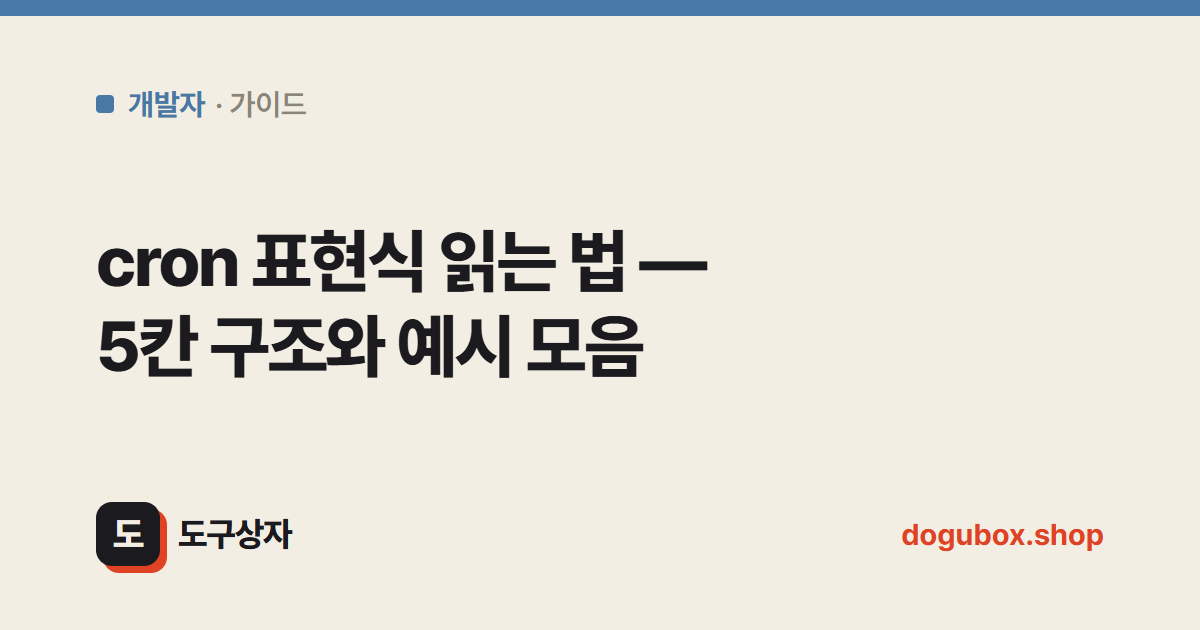 개발자 · 가이드
cron 표현식 읽는 법 —
5칸 구조와 예시 모음
도 도구상자
dogubox.shop